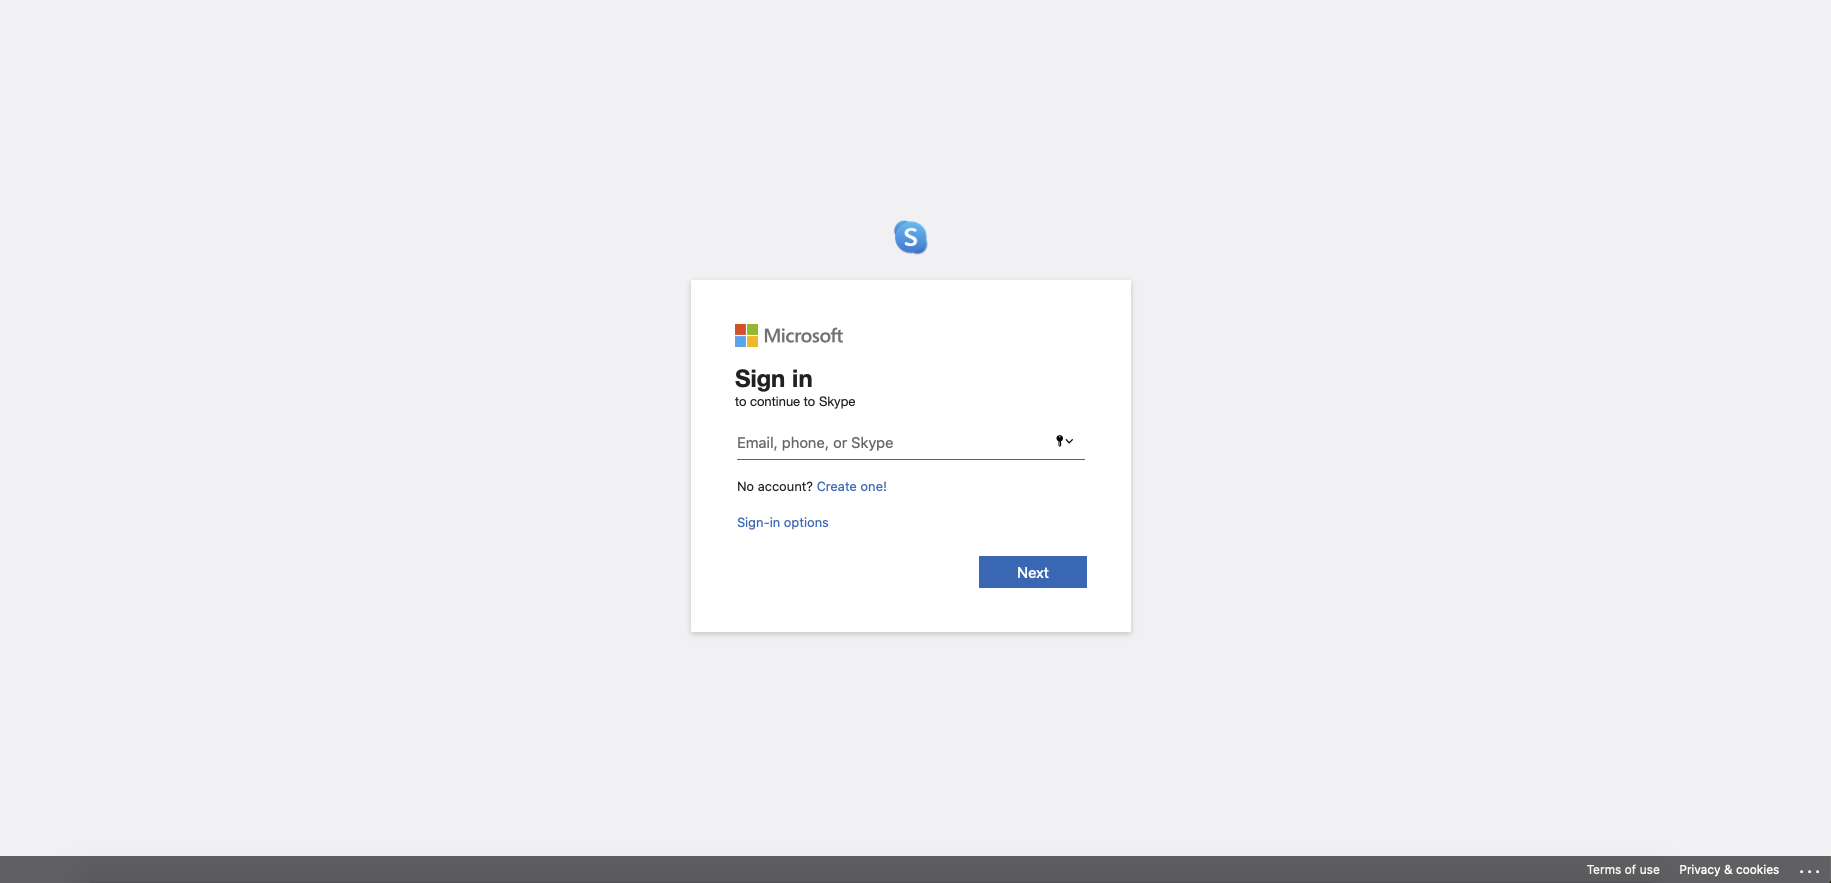 S
Microsoft
Sign in
to continue to Skype
Email, phone, or Skype
No account? Create one!
Sign-in options
Next
Terms of use Privacy & cookies ...